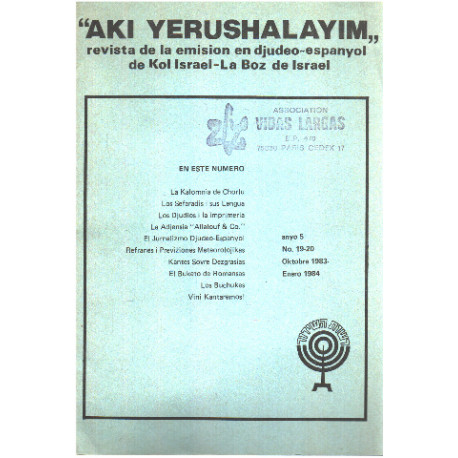 "AKI YERUSHALAYIM„
revista de la emision en djudeo-espanyol
de Kol Israel-La Boz de Israel
ASSOCIATION
VIDAS LARGAS
B.P.
75830 PARIS CEDEX 17
EN ESTE NUMERO
La Kalomnia de Chorlu
Los Sefaradis i sus Lengua
Los Djudios i la Imprimeria
La Adjensia "Allalouf & Co."
El Jurnalizmo Djudeo-Espanyol
Refranes i Previziones Meteorolojikas
Kantes Sovre Dezgrasias
El Buketo de Romansas
Los Buchukes
Vini Kantaremos!
anyo 5
No. 19-20
Oktobre 1983-
Enero 1984